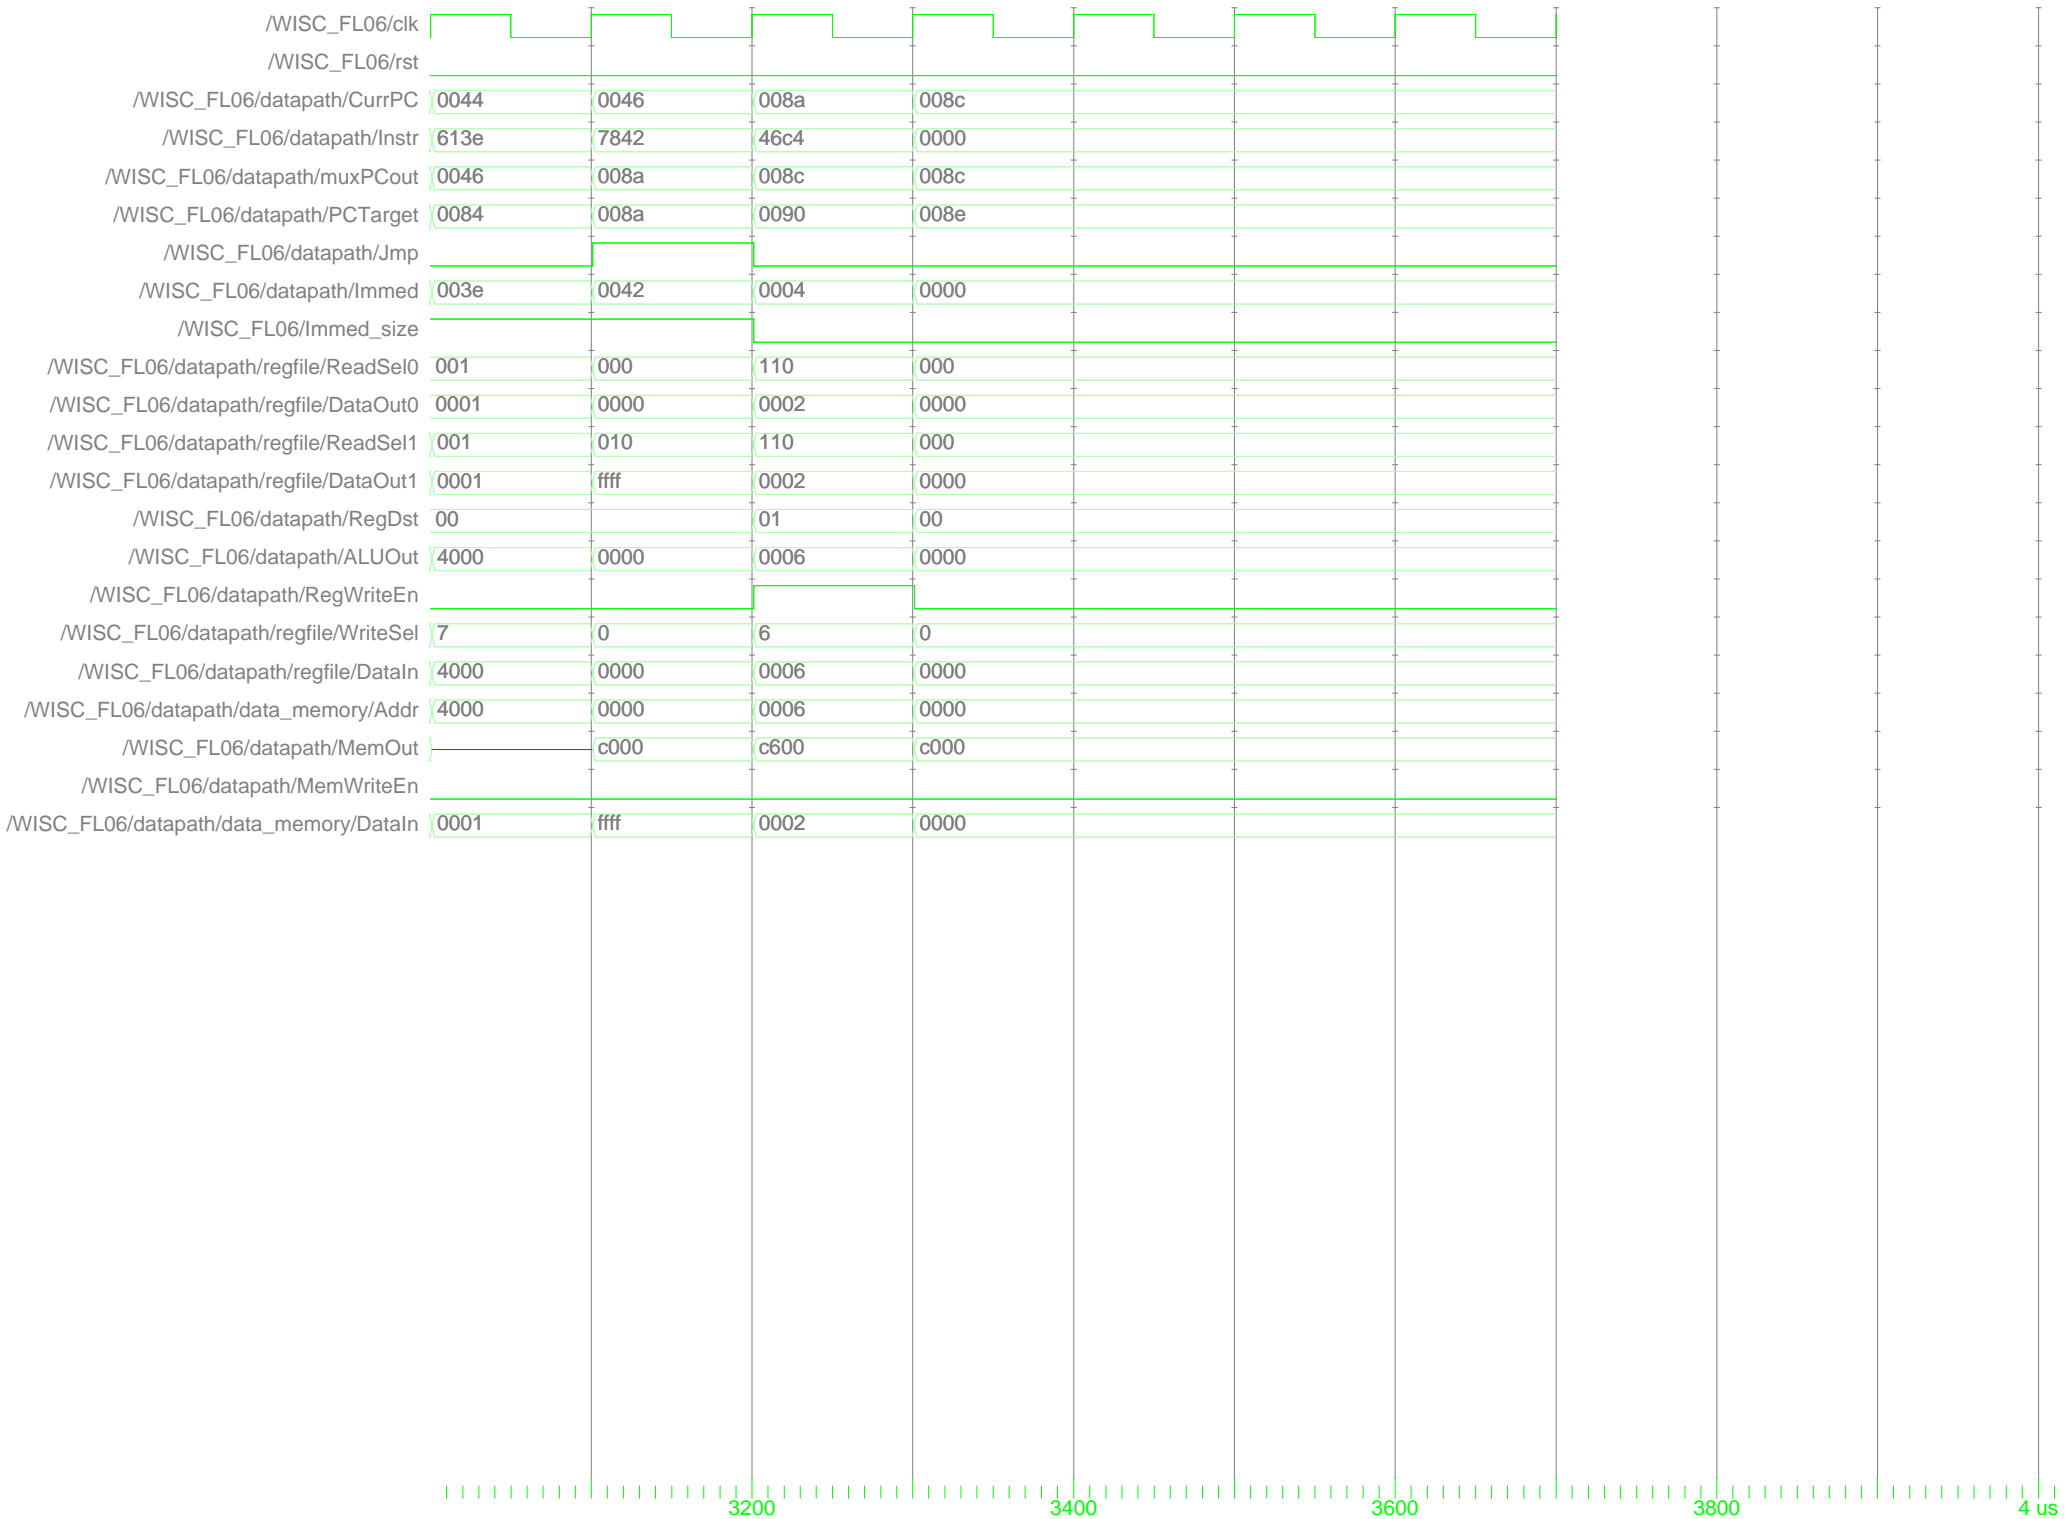 /WISC_FL06/clk
/WISC_FL06/rst
/WISC_FL06/datapath/CurrPC 0044 0046 008a 008c
/WISC_FL06/datapath/Instr 613e 7842 46c4 0000
/WISC_FL06/datapath/muxPCout 0046 008a 008c 008c
/WISC_FL06/datapath/PCTarget 0084 008a 0090 008e
/WISC_FL06/datapath/Jmp
/WISC_FL06/datapath/Immed 003e 0042 0004 0000
/WISC_FL06/Immed_size
/WISC_FL06/datapath/regfile/ReadSel0 001 000 110 000
/WISC_FL06/datapath/regfile/DataOut0 0001 0000 0002 0000
/WISC_FL06/datapath/regfile/ReadSel1 001 010 110 000
/WISC_FL06/datapath/regfile/DataOut1 0001 ffff 0002 0000
/WISC_FL06/datapath/RegDst 00 01 00
/WISC_FL06/datapath/ALUOut 4000 0000 0006 0000
/WISC_FL06/datapath/RegWriteEn
/WISC_FL06/datapath/regfile/WriteSel 7 0 6 0
/WISC_FL06/datapath/regfile/DataIn 4000 0000 0006 0000
/WISC_FL06/datapath/data_memory/Addr 4000 0000 0006 0000
/WISC_FL06/datapath/MemOut c000 c600 c000
/WISC_FL06/datapath/MemWriteEn
/WISC_FL06/datapath/data_memory/DataIn 0001 ffff 0002 0000
3200 3400 3600 3800 4 us